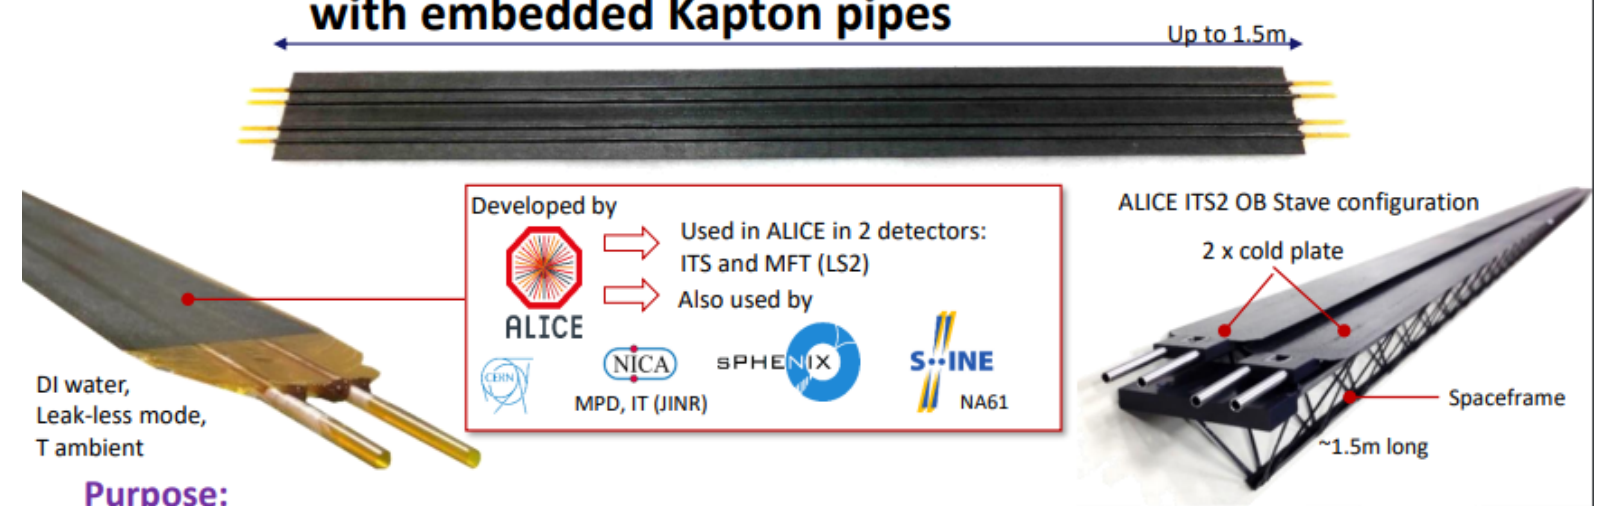 with embedded Kapton pipes
Up to 1.5m
Developed by
Used in ALICE in 2 detectors:
ITS and MFT (LS2)
Also used by
ALICE
CERN
NICA
MPD, IT (JINR)
sPHENIX
S··INE
NA61
DI water,
Leak-less mode,
T ambient
ALICE ITS2 OB Stave configuration
2 x cold plate
Spaceframe
~1.5m long
Purpose: